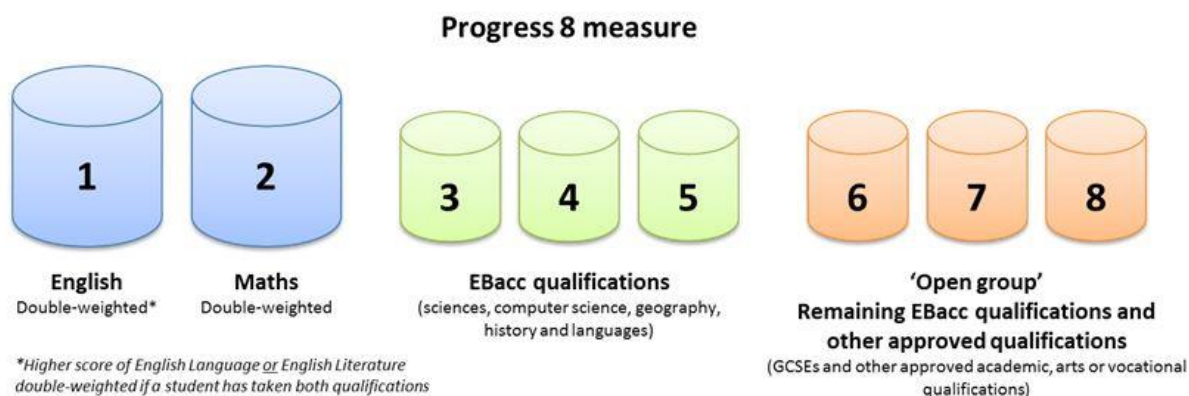 Progress 8 measure
1
2
3
4
5
6
7
8
English
Double-weighted*
Maths
Double-weighted
EBacc qualifications
(sciences, computer science, geography,
history and languages)
'Open group'
Remaining EBacc qualifications and
other approved qualifications
(GCSEs and other approved academic, arts or vocational
qualifications)
*Higher score of English Language or English Literature
double-weighted if a student has taken both qualifications